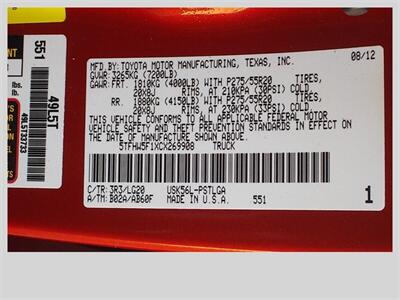 MFD.BY:TOYOTA MOTOR MANUFACTURING, TEXAS, INC. 08/12
GVWR:3265KG (7200LB)
GAWR:FRT. 1810KG (4000LB) WITH P275/55R20 TIRES,
20X8J RIMS, AT 210KPA (30PSI) COLD
RR. 1880KG (4150LB) WITH P275/55R20 TIRES,
20X8J RIMS, AT 230KPA (33PSI) COLD
THIS VEHICLE CONFORMS TO ALL APPLICABLE FEDERAL MOTOR
VEHICLE SAFETY AND THEFT PREVENTION STANDARDS IN EFFECT
ON THE DATE OF MANUFACTURE SHOWN ABOVE.
5TFHW5F1XCX269908 TRUCK
C/TR:3R3/LG20 USK56L-PSTLGA
A/TM:B02A/AB60F MADE IN U.S.A. 551 1
551
49L5T
49L5T33733
lb.
lbs.